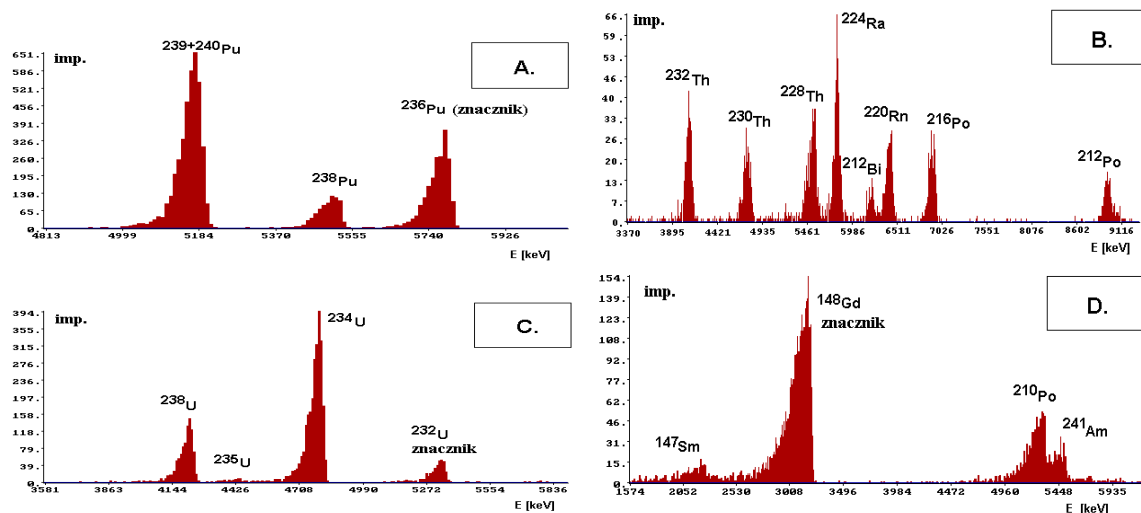 A.
imp.
239+240Pu
238Pu
236Pu (znacznik)
651.
586.
521.
456.
391.
326.
260.
195.
130.
65.
0.
4813 4999 5184 5370 5555 5740 5926
E [keV]
B.
imp.
232Th
230Th
228Th
224Ra
212Bi
220Rn
216Po
212Po
66.
59.
53.
46.
40.
33.
26.
20.
13.
7.
0.
3370 3895 4421 4935 5461 5986 6511 7026 7551 8076 8602 9116
E [keV]
C.
imp.
238U
235U
234U
232U
znacznik
394.
355.
315.
276.
236.
197.
158.
118.
79.
39.
0.
3581 3863 4144 4426 4708 4990 5272 5554 5836
E [keV]
D.
imp.
147Sm
148Gd
znacznik
210Po
241Am
154.
139.
123.
108.
92.
77.
62.
46.
31.
15.
0.
1574 2052 2530 3008 3496 3984 4472 4960 5448 5935
E [keV]